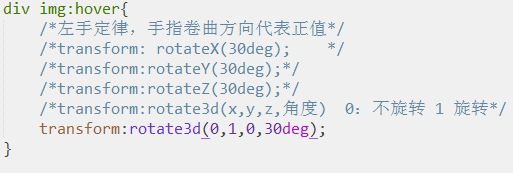 div img:hover{
/*左手定律，手指卷曲方向代表正值*/
/*transform: rotateX(30deg);    */
/*transform:rotateY(30deg);*/
/*transform:rotateZ(30deg);*/
/*transform:rotate3d(x,y,z,角度)  0：不旋转 1 旋转*/
transform:rotate3d(0,1,0,30deg);
}